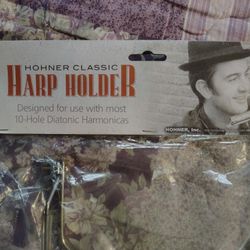 HOHNER CLASSIC
HARP HOLDER
Designed for use with most
10-Hole Diatonic Harmonicas
HOHNER, Inc.